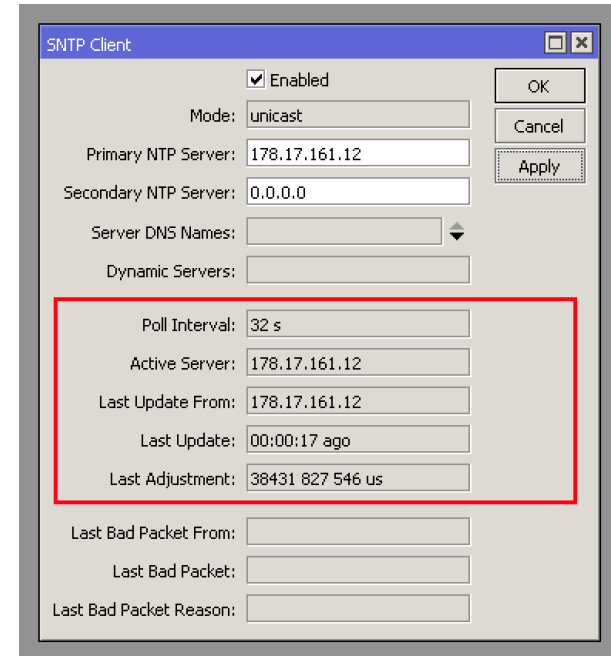 SNTP Client
Enabled
OK
Mode: unicast
Cancel
Primary NTP Server: 178.17.161.12
Apply
Secondary NTP Server: 0.0.0.0
Server DNS Names:
Dynamic Servers:
Poll Interval: 32 s
Active Server: 178.17.161.12
Last Update From: 178.17.161.12
Last Update: 00:00:17 ago
Last Adjustment: 38431 827 546 us
Last Bad Packet From:
Last Bad Packet:
Last Bad Packet Reason: